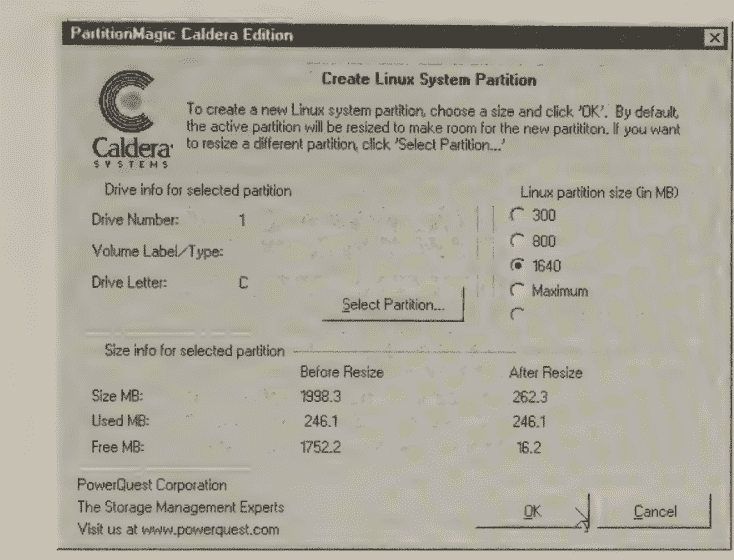 PartitionMagic Caldera Edition
Create Linux System Partition
To create a new Linux system partition, choose a size and click 'OK'. By default,
the active partition will be resized to make room for the new partititon. If you want
to resize a different partition, click 'Select Partition...'
Caldera
SYSTEMS
Drive info for selected partition
Linux partition size (in MB)
Drive Number: 1
300
Volume Label/Type:
800
1640
Drive Letter: C
Maximum
Select Partition...
Size info for selected partition
Before Resize After Resize
Size MB: 1998.3 262.3
Used MB: 246.1 246.1
Free MB: 1752.2 16.2
PowerQuest Corporation
The Storage Management Experts
Visit us at www.powerquest.com
OK Cancel